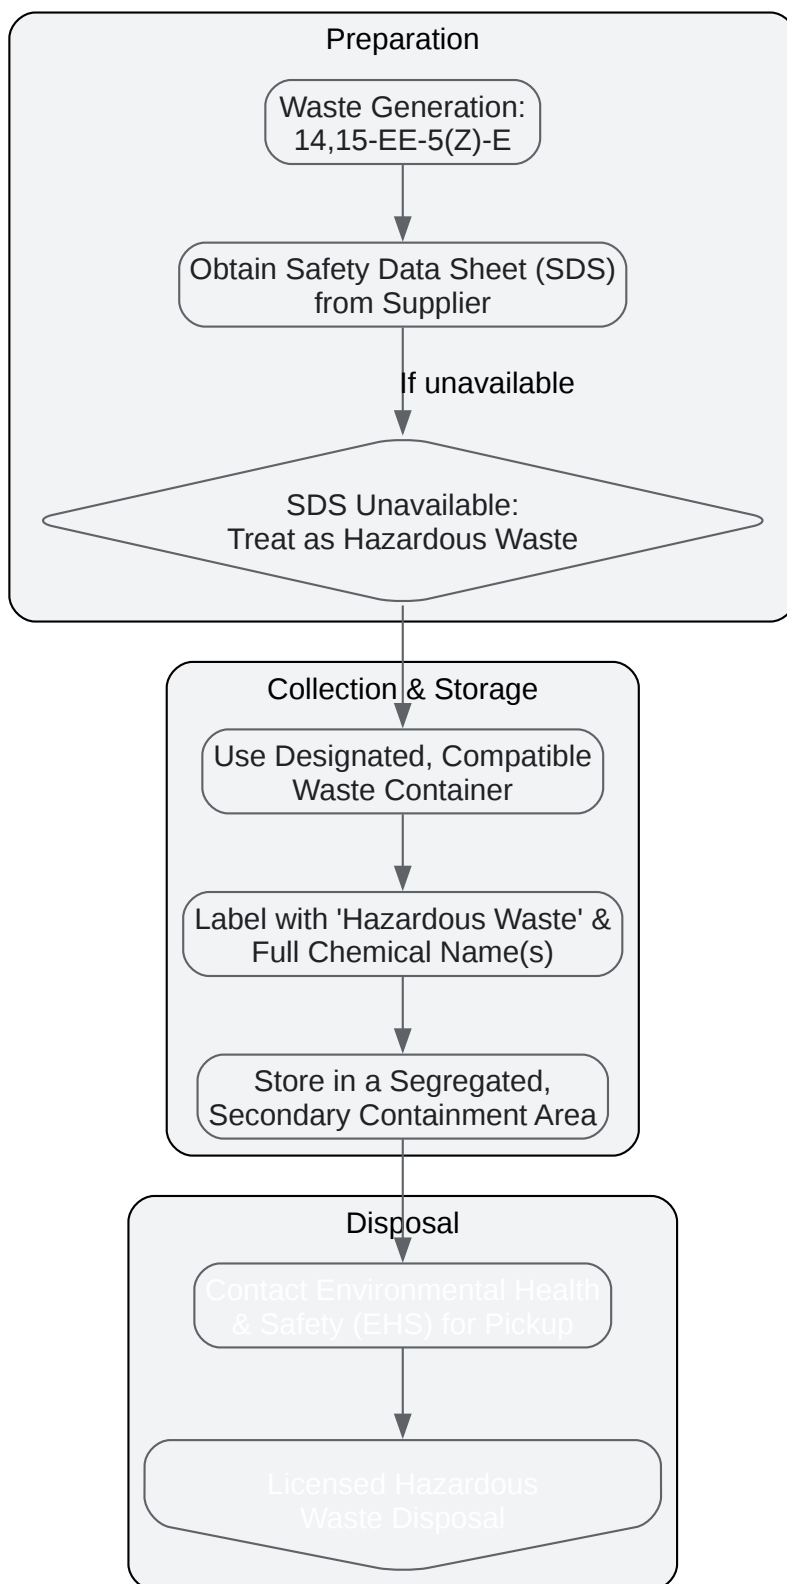 Preparation
Waste Generation:
14,15-EE-5(Z)-E
Obtain Safety Data Sheet (SDS)
from Supplier
If unavailable
SDS Unavailable:
Treat as Hazardous Waste
Collection & Storage
Use Designated, Compatible
Waste Container
Label with 'Hazardous Waste' &
Full Chemical Name(s)
Store in a Segregated,
Secondary Containment Area
Disposal
Contact Environmental Health
& Safety (EHS) for Pickup
Licensed Hazardous
Waste Disposal